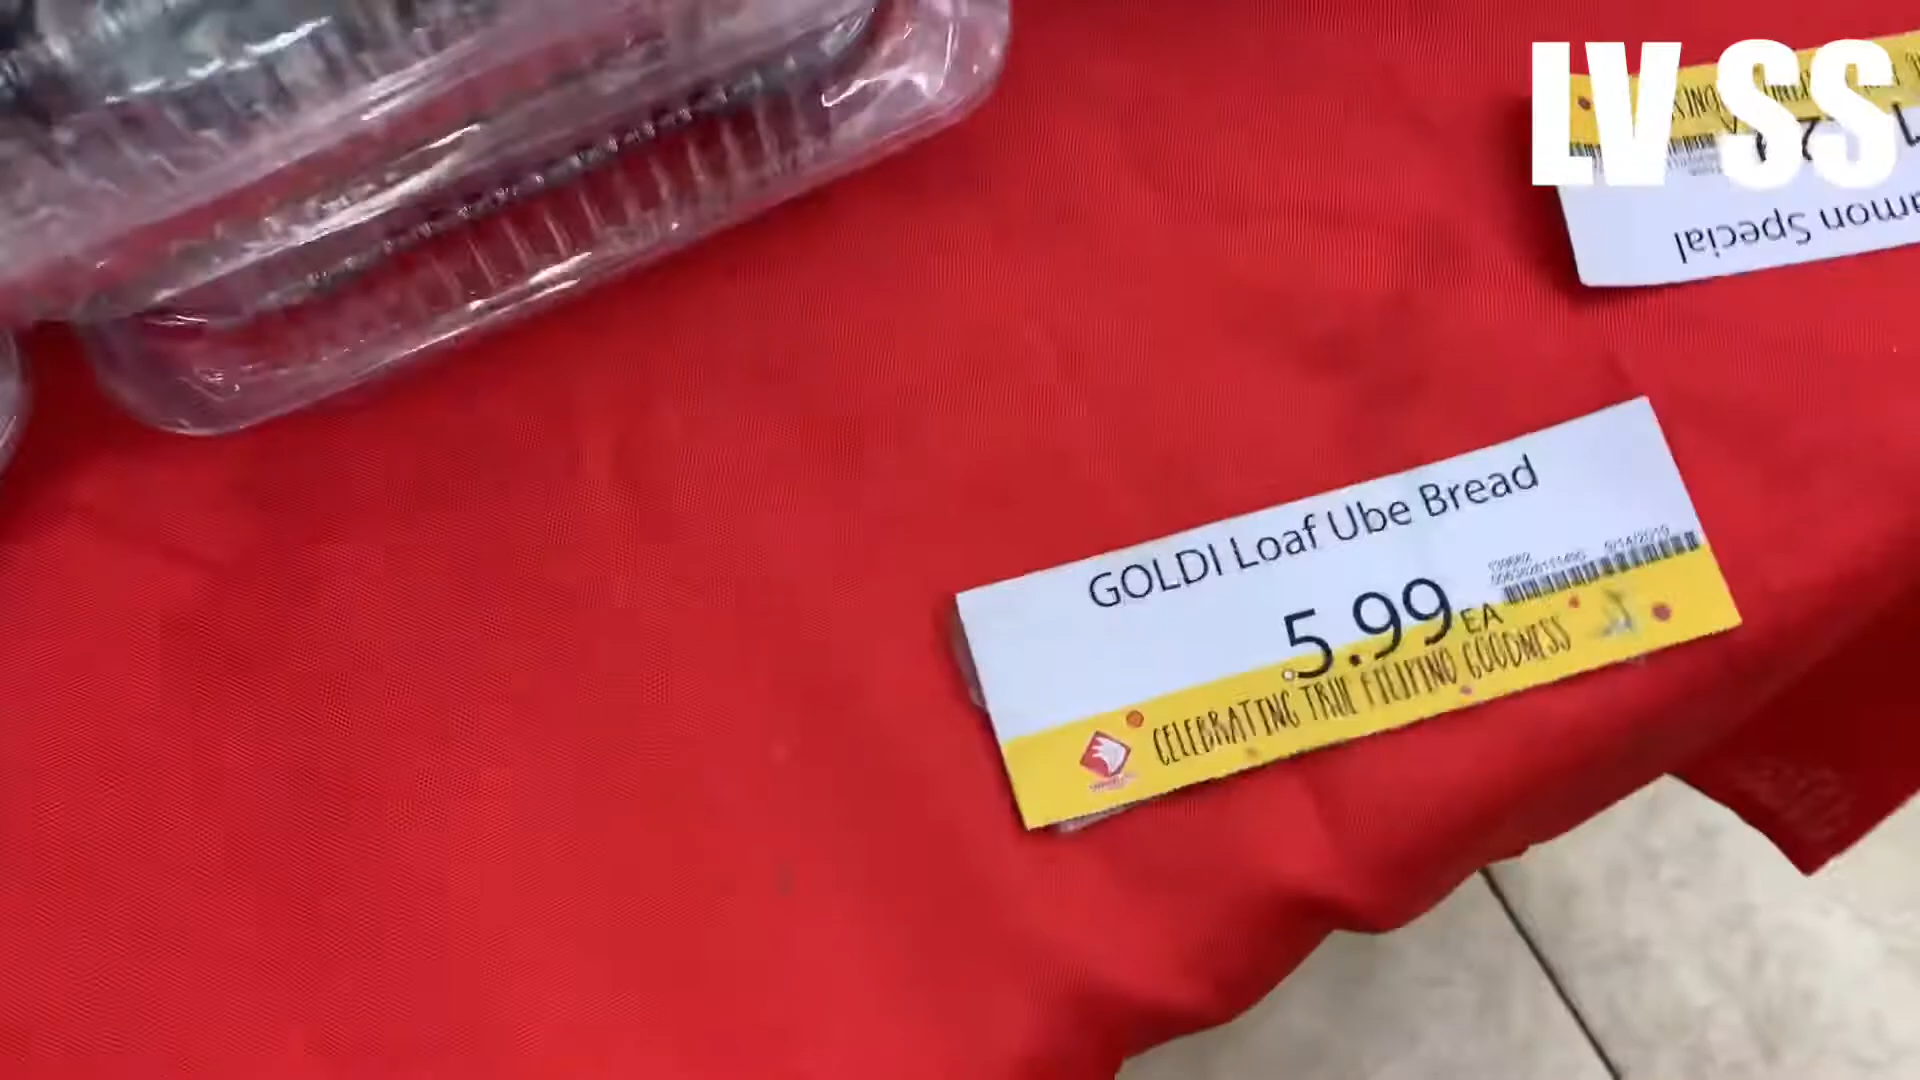 LV SS
amon Special
GOLDI Loaf Ube Bread
5.99 EA
CELEBRATING TRUE FILIPINO GOODNESS